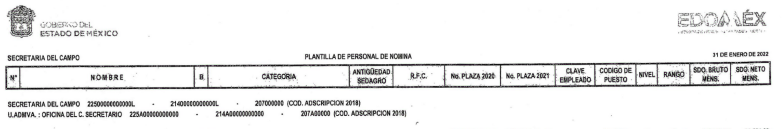 GOBIERNO DEL
ESTADO DE MÉXICO
EDOMÉX
SECRETARIA DEL CAMPO PLANTILLA DE PERSONAL DE NOMINA 31 DE ENERO DE 2022
N° NOMBRE B. CATEGORÍA ANTIGÜEDAD SEDAGRO R.F.C. No. PLAZA 2020 No. PLAZA 2021 CLAVE EMPLEADO CODIGO DE PUESTO NIVEL RANGO SDO. BRUTO MENS. SDO. NETO MENS.
SECRETARIA DEL CAMPO 22500000000000L - 21400000000000L - 207000000 (COD. ADSCRIPCION 2018)
U.ADMVA. : OFICINA DEL C. SECRETARIO 225A00000000000 - 214A00000000000 - 207A00000 (COD. ADSCRIPCION 2018)